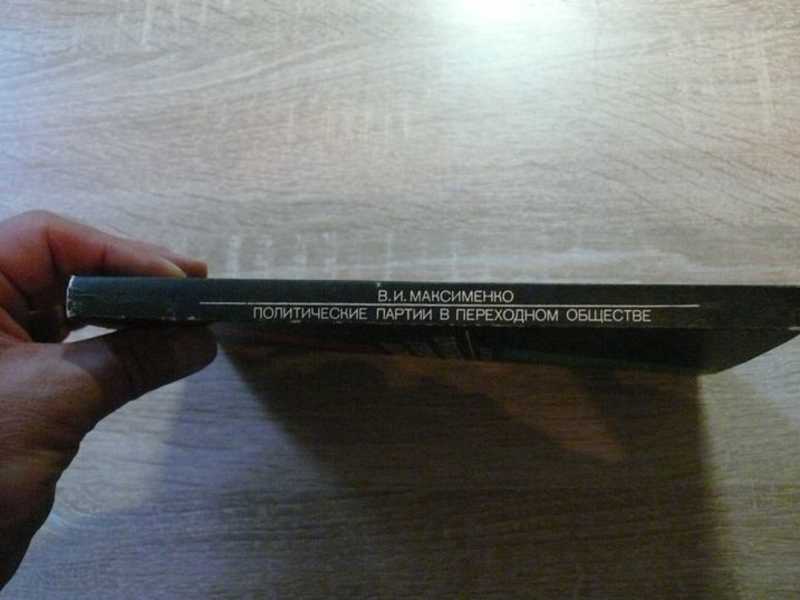 В.И. МАКСИМЕНКО
ПОЛИТИЧЕСКИЕ ПАРТИИ В ПЕРЕХОДНОМ ОБЩЕСТВЕ